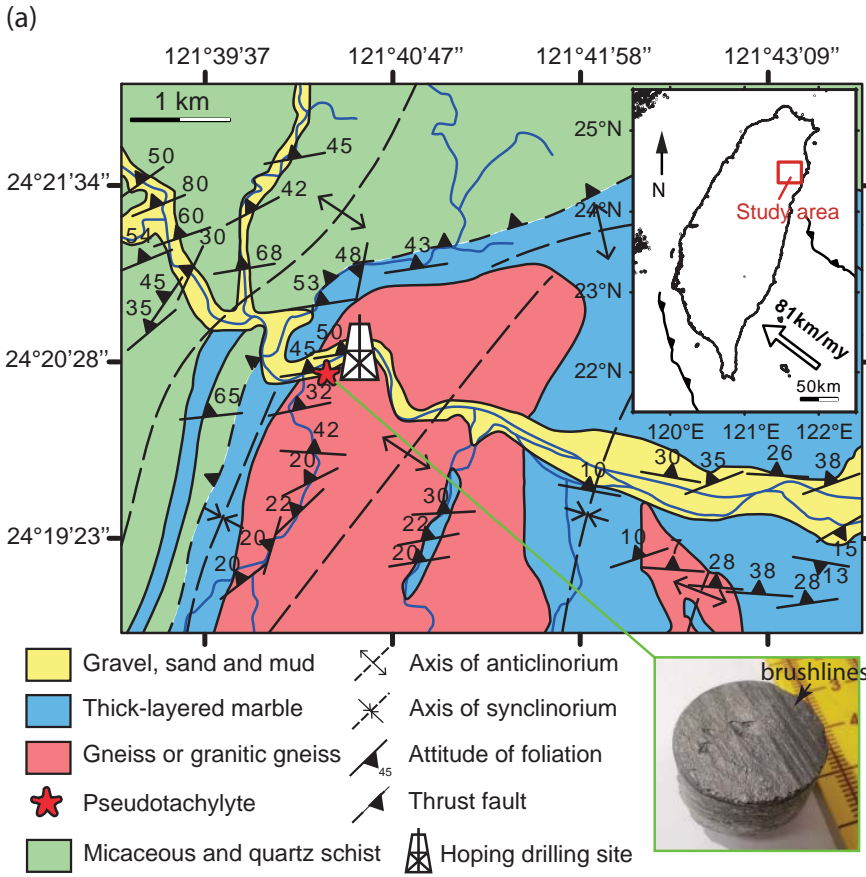 (a)
121°39'37 121°40'47’’ 121°41'58’’ 121°43'09’’
1 km
24°21'34’’
24°20'28’’
24°19'23’’
50
80
60
54
30
45
35
45
42
68
53
48
43
50
45
32
65
42
20
22
20
20
30
22
20
10
30
35
26
38
15
10
7
28
38
28
13
25°N
24°N
23°N
22°N
120°E 121°E 122°E
N
Study area
81km/my
50km
Gravel, sand and mud
Thick-layered marble
Gneiss or granitic gneiss
Pseudotachylyte
Micaceous and quartz schist
Axis of anticlinorium
Axis of synclinorium
45
Attitude of foliation
Thrust fault
Hoping drilling site
brushlines